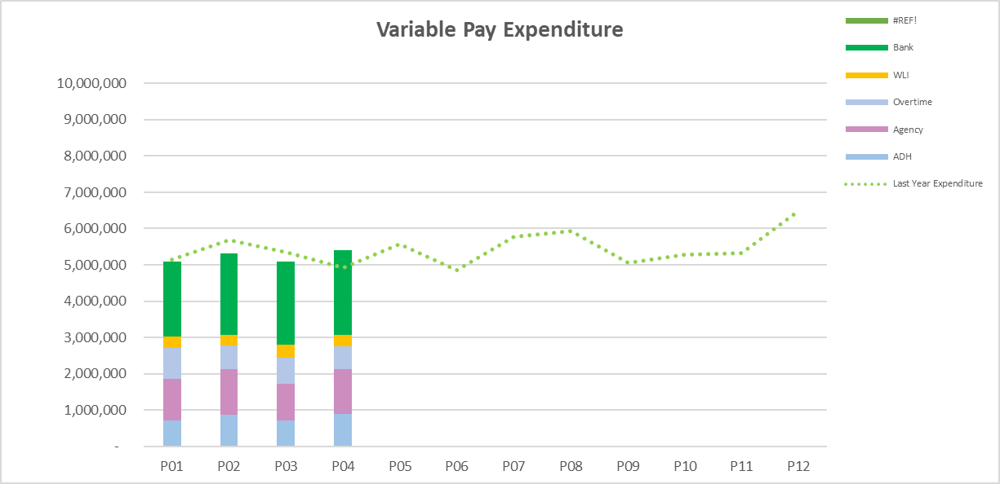 Variable Pay Expenditure
#REF!
Bank
WLI
Overtime
Agency
ADH
Last Year Expenditure
10,000,000
9,000,000
8,000,000
7,000,000
6,000,000
5,000,000
4,000,000
3,000,000
2,000,000
1,000,000
-
P01 P02 P03 P04 P05 P06 P07 P08 P09 P10 P11 P12